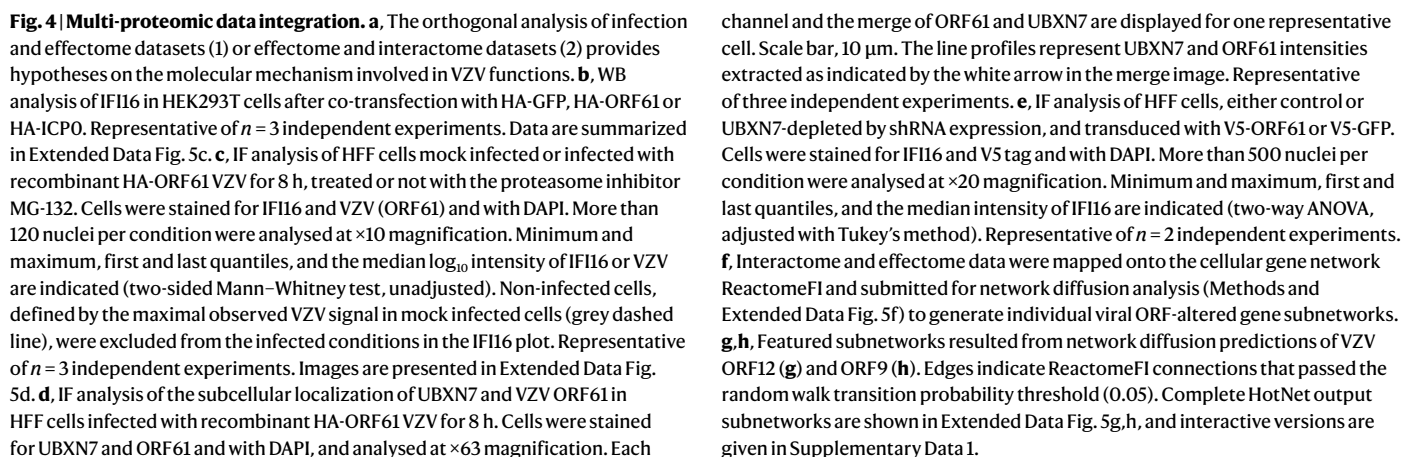 Fig. 4 | Multi-proteomic data integration. a, The orthogonal analysis of infection
and effectome datasets (1) or effectome and interactome datasets (2) provides
hypotheses on the molecular mechanism involved in VZV functions. b, WB
analysis of IFI16 in HEK293T cells after co-transfection with HA-GFP, HA-ORF61 or
HA-ICP0. Representative of n = 3 independent experiments. Data are summarized
in Extended Data Fig. 5c. c, IF analysis of HFF cells mock infected or infected with
recombinant HA-ORF61 VZV for 8 h, treated or not with the proteasome inhibitor
MG-132. Cells were stained for IFI16 and VZV (ORF61) and with DAPI. More than
120 nuclei per condition were analysed at ×10 magnification. Minimum and
maximum, first and last quantiles, and the median log₁₀ intensity of IFI16 or VZV
are indicated (two-sided Mann–Whitney test, unadjusted). Non-infected cells,
defined by the maximal observed VZV signal in mock infected cells (grey dashed
line), were excluded from the infected conditions in the IFI16 plot. Representative
of n = 3 independent experiments. Images are presented in Extended Data Fig.
5d. d, IF analysis of the subcellular localization of UBXN7 and VZV ORF61 in
HFF cells infected with recombinant HA-ORF61 VZV for 8 h. Cells were stained
for UBXN7 and ORF61 and with DAPI, and analysed at ×63 magnification. Each
channel and the merge of ORF61 and UBXN7 are displayed for one representative
cell. Scale bar, 10 μm. The line profiles represent UBXN7 and ORF61 intensities
extracted as indicated by the white arrow in the merge image. Representative
of three independent experiments. e, IF analysis of HFF cells, either control or
UBXN7-depleted by shRNA expression, and transduced with V5-ORF61 or V5-GFP.
Cells were stained for IFI16 and V5 tag and with DAPI. More than 500 nuclei per
condition were analysed at ×20 magnification. Minimum and maximum, first and
last quantiles, and the median intensity of IFI16 are indicated (two-way ANOVA,
adjusted with Tukey's method). Representative of n = 2 independent experiments.
f, Interactome and effectome data were mapped onto the cellular gene network
ReactomeFI and submitted for network diffusion analysis (Methods and
Extended Data Fig. 5f) to generate individual viral ORF-altered gene subnetworks.
g,h, Featured subnetworks resulted from network diffusion predictions of VZV
ORF12 (g) and ORF9 (h). Edges indicate ReactomeFI connections that passed the
random walk transition probability threshold (0.05). Complete HotNet output
subnetworks are shown in Extended Data Fig. 5g,h, and interactive versions are
given in Supplementary Data 1.